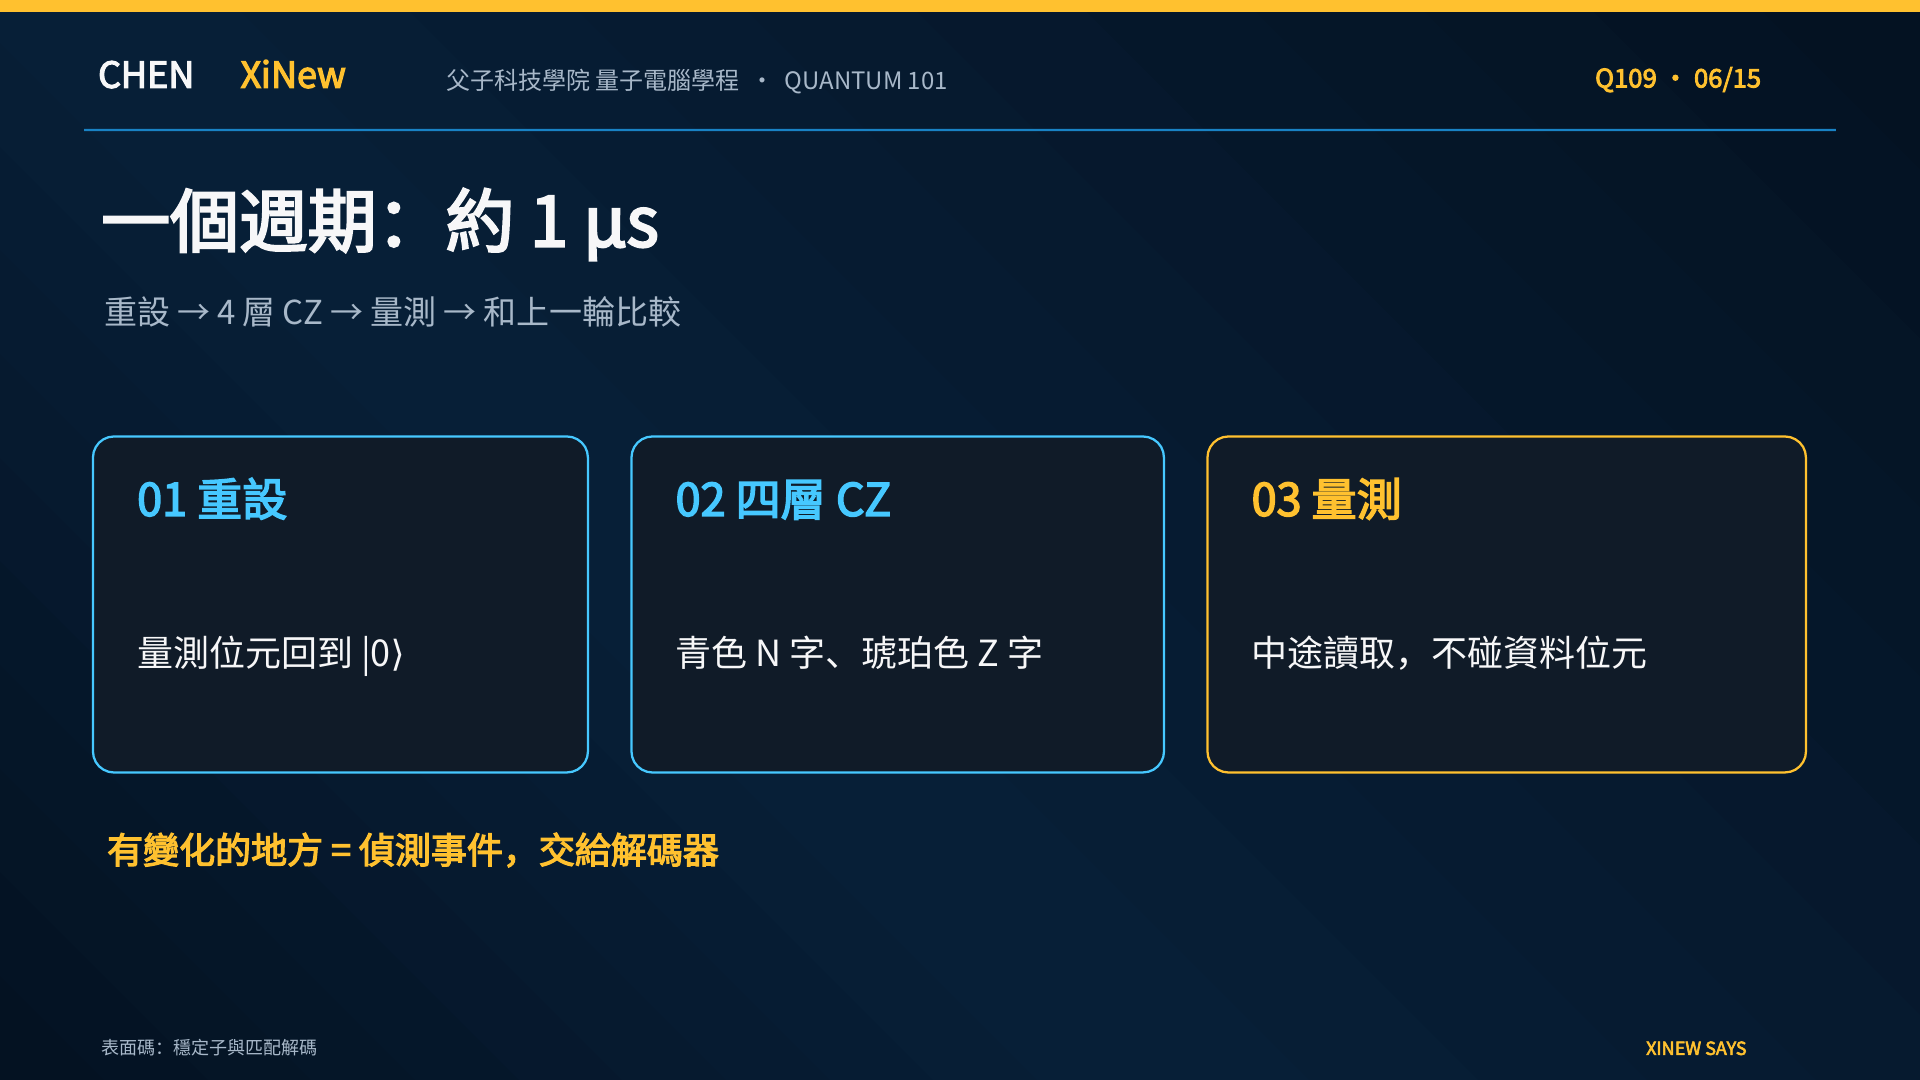 CHEN XiNew 父子科技學院 量子電腦學程 · QUANTUM 101 Q109 · 06/15
一個週期：約 1 μs
重設 → 4 層 CZ → 量測 → 和上一輪比較
01 重設
量測位元回到 |0⟩
02 四層 CZ
青色 N 字、琥珀色 Z 字
03 量測
中途讀取，不碰資料位元
有變化的地方 = 偵測事件，交給解碼器
表面碼：穩定子與匹配解碼 XINEW SAYS